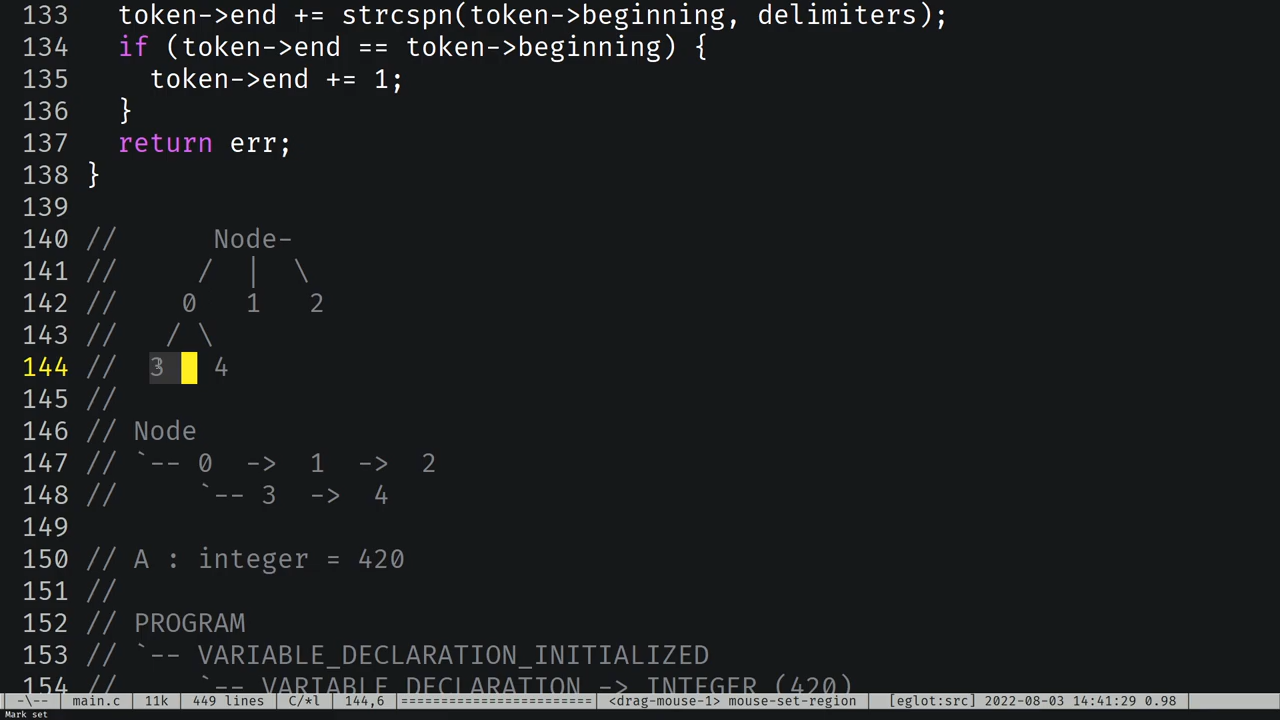 133   token->end += strcspn(token->beginning, delimiters);
134   if (token->end == token->beginning) {
135     token->end += 1;
136   }
137   return err;
138 }
139
140 //      Node-
141 //     /  |  \
142 //    0   1   2
143 //   / \
144 //  3   4
145 //
146 // Node
147 // `-- 0  ->  1  ->  2
148 //     `-- 3  ->  4
149
150 // A : integer = 420
151 //
152 // PROGRAM
153 // `-- VARIABLE_DECLARATION_INITIALIZED
154 //     `-- VARIABLE_DECLARATION -> INTEGER (420)
-\-- main.c 11k 449 lines C/*l 144,6 ======================== <drag-mouse-1> mouse-set-region [eglot:src] 2022-08-03 14:41:29 0.98
Mark set